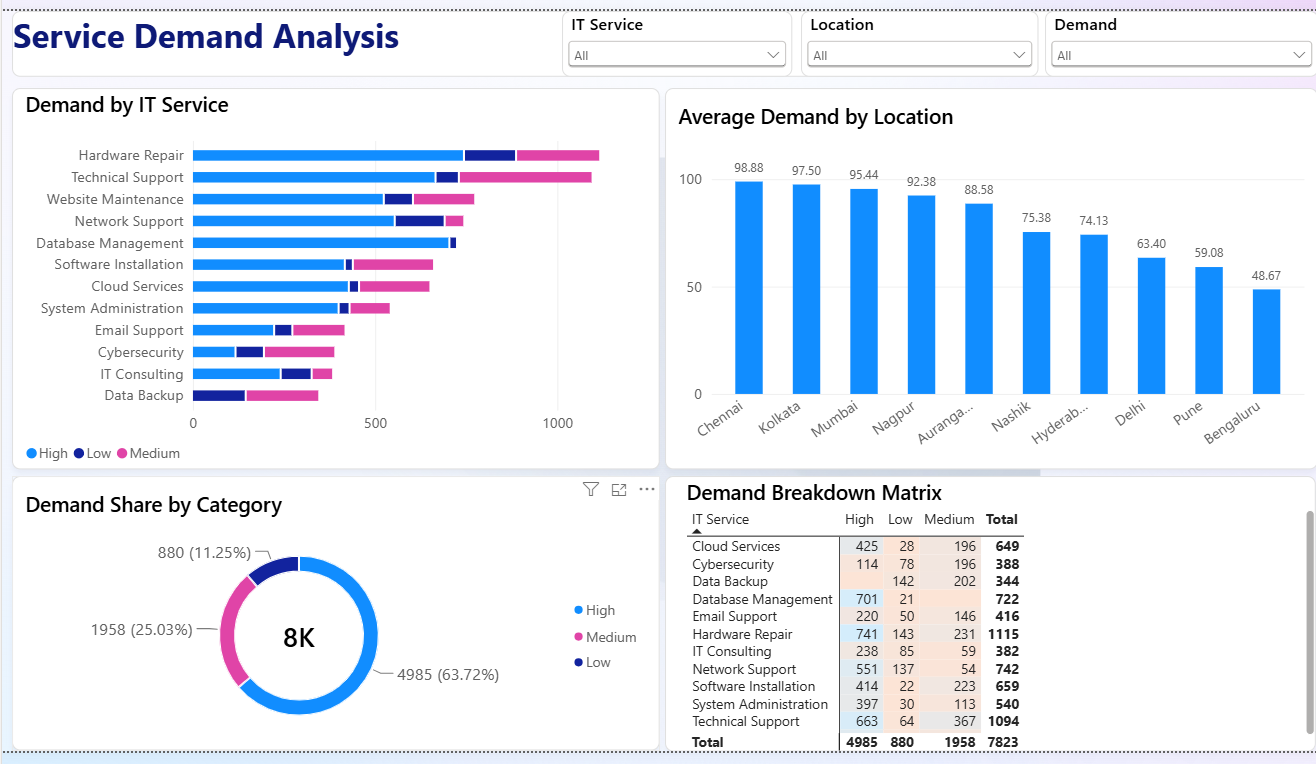 Service Demand Analysis
IT Service
All
Location
All
Demand
All
Demand by IT Service
Hardware Repair
Technical Support
Website Maintenance
Network Support
Database Management
Software Installation
Cloud Services
System Administration
Email Support
Cybersecurity
IT Consulting
Data Backup
0 500 1000
High Low Medium
Average Demand by Location
100
50
0
98.88 97.50 95.44 92.38 88.58 75.38 74.13 63.40 59.08 48.67
Chennai Kolkata Mumbai Nagpur Auranga... Nashik Hyderab... Delhi Pune Bengaluru
Demand Share by Category
880 (11.25%)
1958 (25.03%)
8K
4985 (63.72%)
High
Medium
Low
Demand Breakdown Matrix
IT Service High Low Medium Total
Cloud Services 425 28 196 649
Cybersecurity 114 78 196 388
Data Backup 142 202 344
Database Management 701 21 722
Email Support 220 50 146 416
Hardware Repair 741 143 231 1115
IT Consulting 238 85 59 382
Network Support 551 137 54 742
Software Installation 414 22 223 659
System Administration 397 30 113 540
Technical Support 663 64 367 1094
Total 4985 880 1958 7823